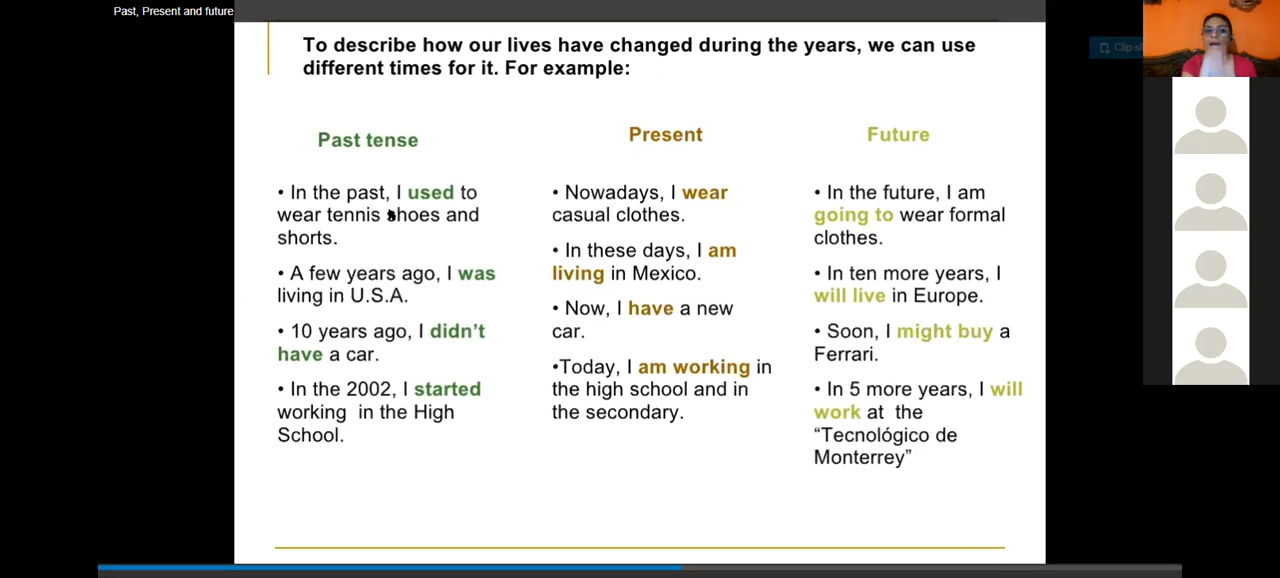 Past, Present and future
To describe how our lives have changed during the years, we can use
different times for it. For example:
Clip
Past tense
• In the past, I used to
wear tennis shoes and
shorts.
• A few years ago, I was
living in U.S.A.
• 10 years ago, I didn’t
have a car.
• In the 2002, I started
working in the High
School.
Present
• Nowadays, I wear
casual clothes.
• In these days, I am
living in Mexico.
• Now, I have a new
car.
•Today, I am working in
the high school and in
the secondary.
Future
• In the future, I am
going to wear formal
clothes.
• In ten more years, I
will live in Europe.
• Soon, I might buy a
Ferrari.
• In 5 more years, I will
work at the
“Tecnológico de
Monterrey”